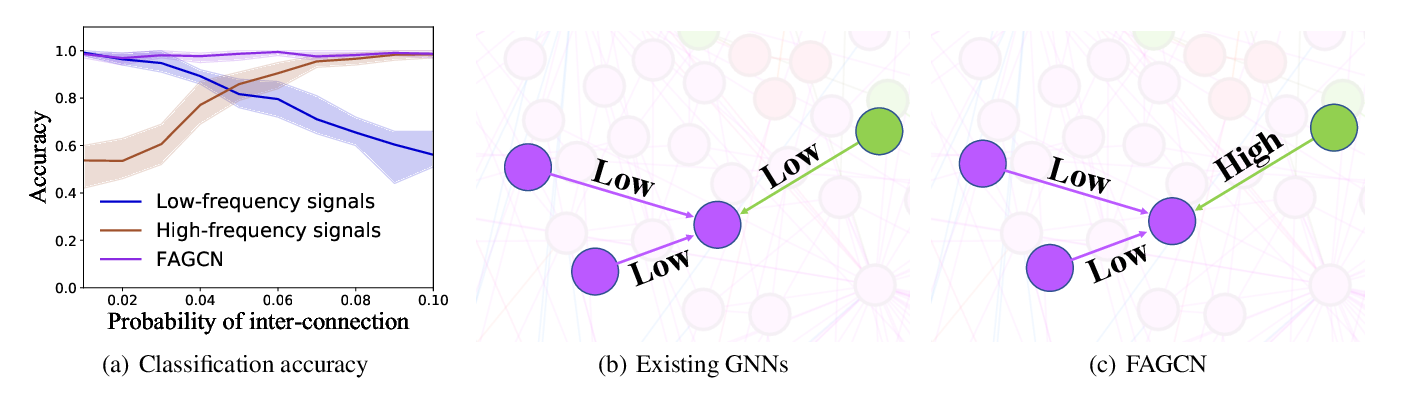 1.0
0.8
0.6
0.4
0.2
0.0
Accuracy
Low-frequency signals
High-frequency signals
FAGCN
0.02 0.04 0.06 0.08 0.10
Probability of inter-connection
(a) Classification accuracy
Low
Low
Low
(b) Existing GNNs
Low
High
Low
(c) FAGCN